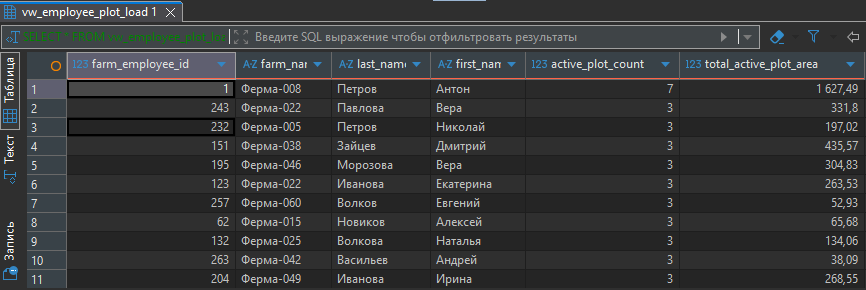 vw_employee_plot_load 1
SELECT * FROM vw_employee_plot_loa Введите SQL выражение чтобы отфильтровать результаты
Таблица
Текст
Запись
123 farm_employee_id A-Z farm_nar A-Z last_name A-Z first_nam 123 active_plot_count 123 total_active_plot_area
1 1 Ферма-008 Петров Антон 7 1 627,49
2 243 Ферма-022 Павлова Вера 3 331,8
3 232 Ферма-005 Петров Николай 3 197,02
4 151 Ферма-038 Зайцев Дмитрий 3 435,57
5 195 Ферма-046 Морозова Вера 3 304,83
6 123 Ферма-022 Иванова Екатерина 3 263,53
7 257 Ферма-060 Волков Евгений 3 52,93
8 62 Ферма-015 Новиков Алексей 3 65,68
9 132 Ферма-025 Волкова Наталья 3 134,06
10 263 Ферма-042 Васильев Андрей 3 38,09
11 204 Ферма-049 Иванова Ирина 3 268,55